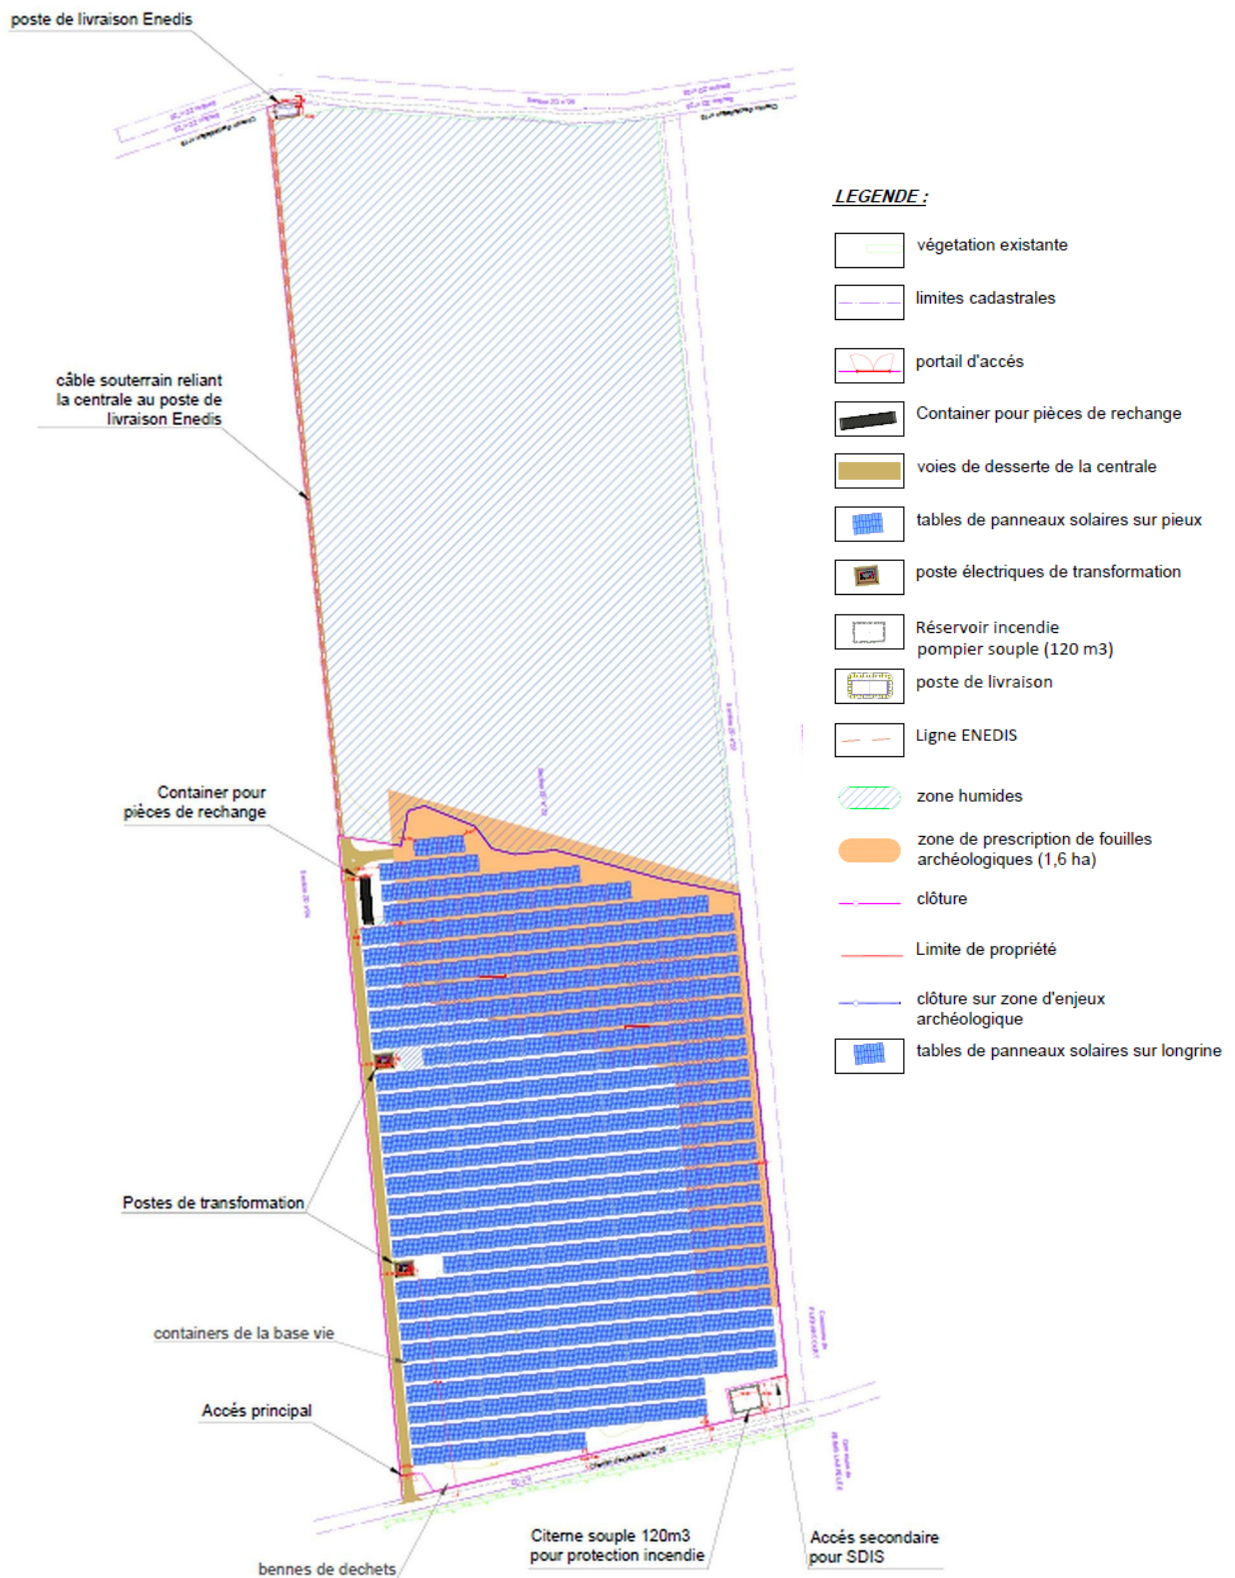 poste de livraison Enedis
LEGENDE :
végetation existante
limites cadastrales
portail d'accés
câble souterrain reliant
la centrale au poste de
livraison Enedis
Container pour pièces de rechange
voies de desserte de la centrale
tables de panneaux solaires sur pieux
poste électriques de transformation
Réservoir incendie
pompier souple (120 m3)
poste de livraison
Ligne ENEDIS
zone humides
zone de prescription de fouilles
archéologiques (1,6 ha)
clôture
Limite de propriété
clôture sur zone d'enjeux
archéologique
tables de panneaux solaires sur longrine
Container pour
pièces de rechange
Postes de transformation
containers de la base vie
Accés principal
bennes de dechets
Citerne souple 120m3
pour protection incendie
Accés secondaire
pour SDIS